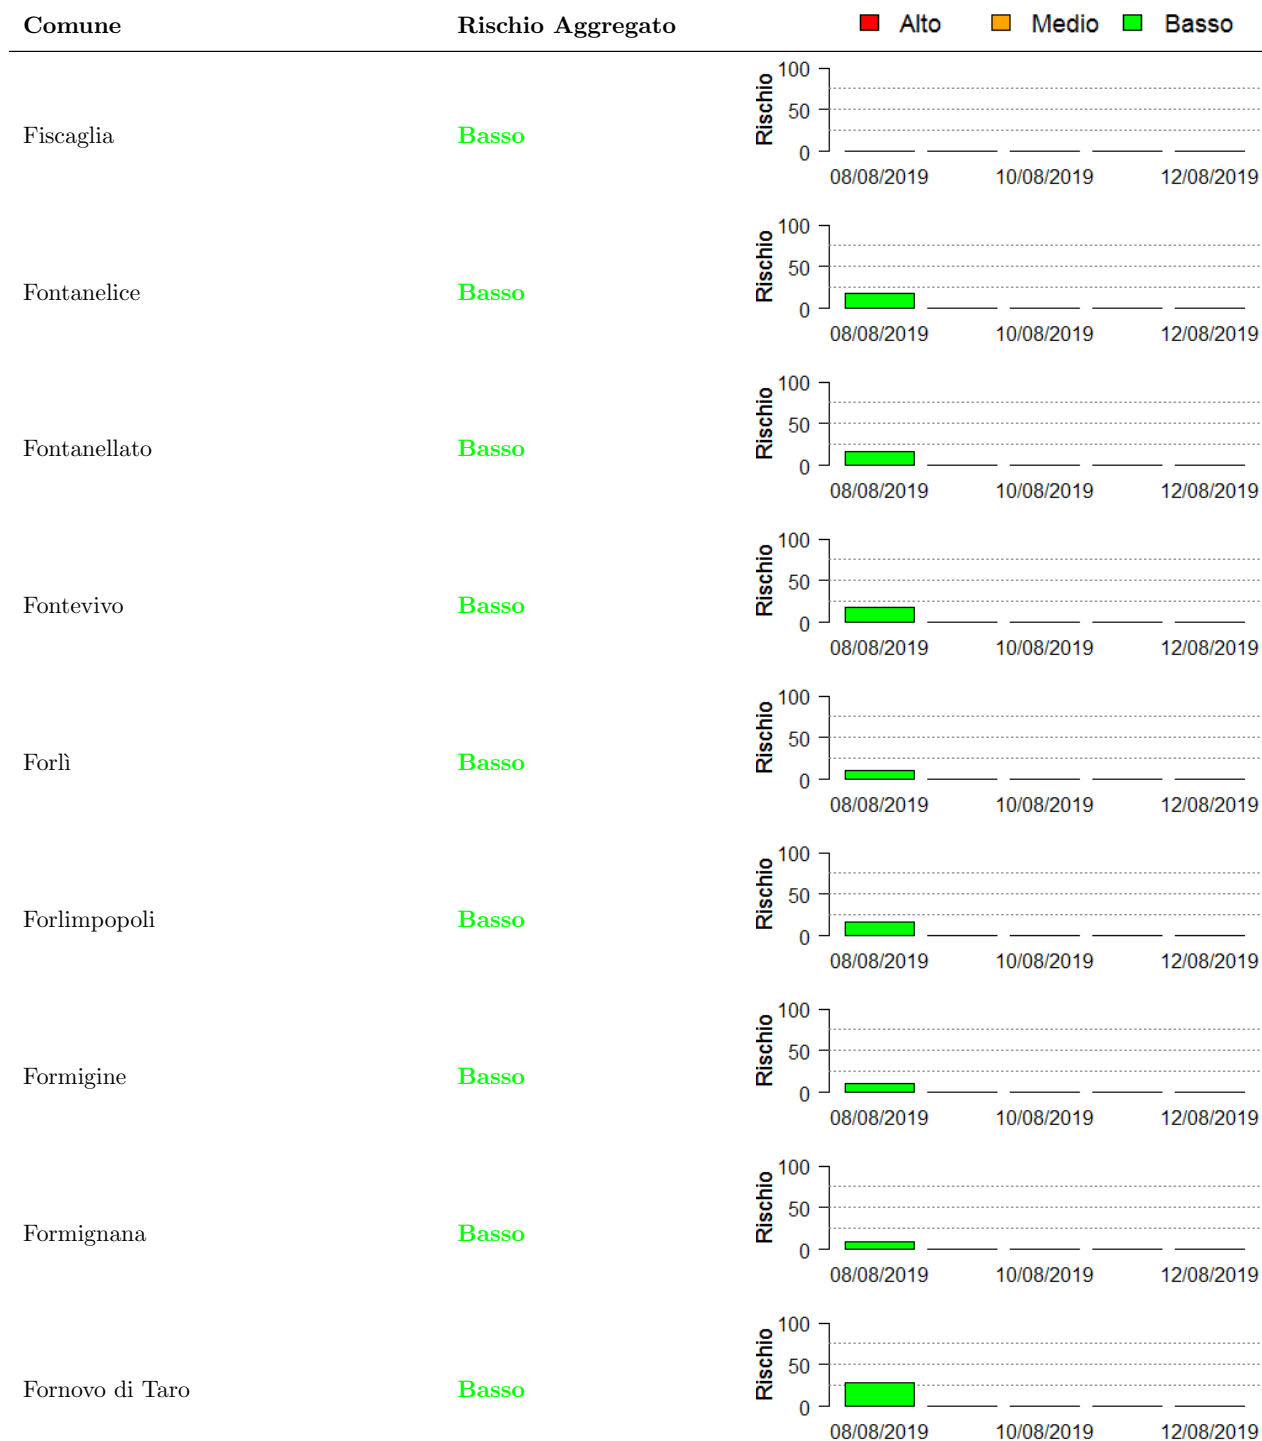 Comune Rischio Aggregato Alto Medio Basso
100
Rischio
50
Fiscaglia Basso
0
08/08/2019 10/08/2019 12/08/2019
100
Rischio
50
Fontanelice Basso
0
08/08/2019 10/08/2019 12/08/2019
100
Rischio
50
Fontanellato Basso
0
08/08/2019 10/08/2019 12/08/2019
100
Rischio
50
Fontevivo Basso
0
08/08/2019 10/08/2019 12/08/2019
100
Rischio
50
Forlì Basso
0
08/08/2019 10/08/2019 12/08/2019
100
Rischio
50
Forlimpopoli Basso
0
08/08/2019 10/08/2019 12/08/2019
100
Rischio
50
Formigine Basso
0
08/08/2019 10/08/2019 12/08/2019
100
Rischio
50
Formignana Basso
0
08/08/2019 10/08/2019 12/08/2019
100
Rischio
50
Fornovo di Taro Basso
0
08/08/2019 10/08/2019 12/08/2019